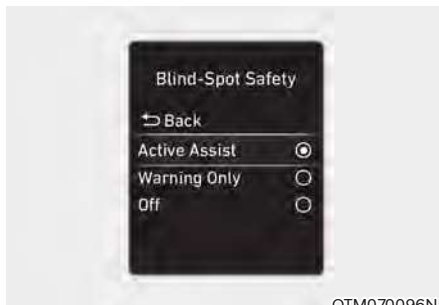 Blind-Spot Safety
Back
Active Assist
Warning Only
Off
OTM070096N